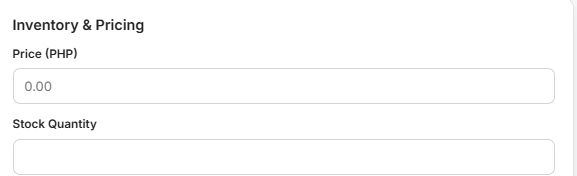 Inventory & Pricing
Price (PHP)
0.00
Stock Quantity